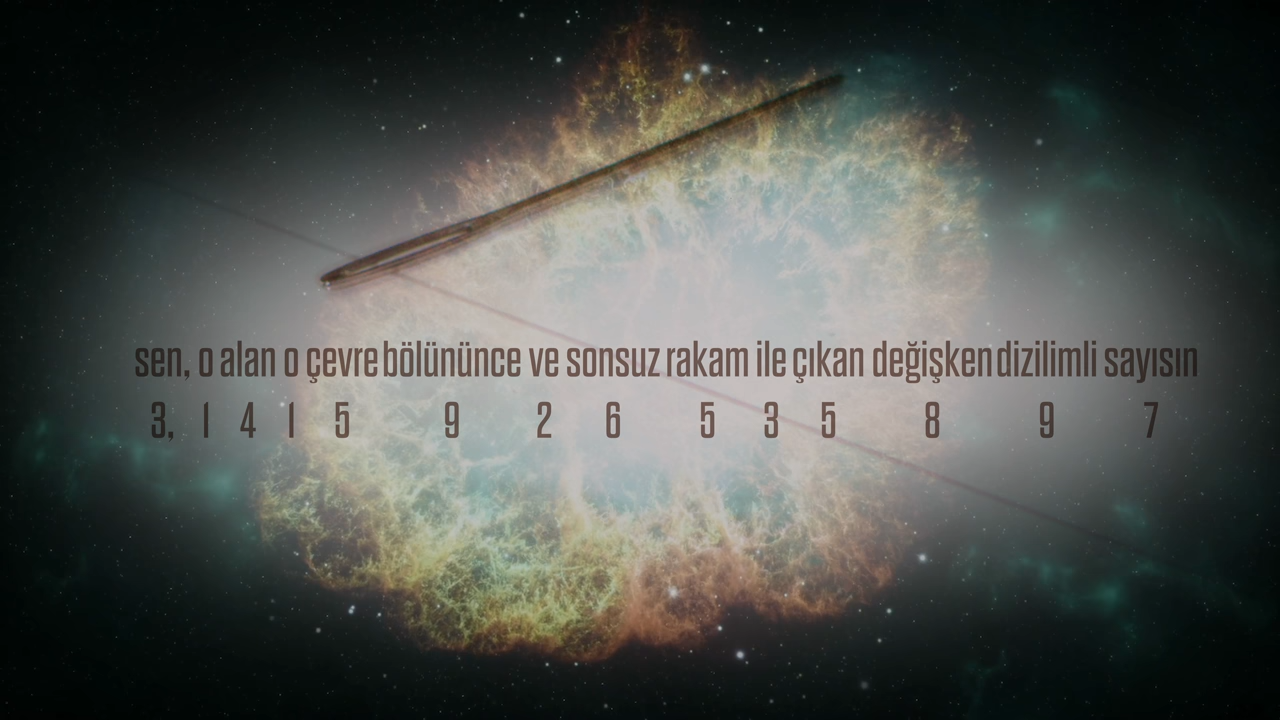 sen, o alan o çevre bölününce ve sonsuz rakam ile çıkan değişken dizilimli sayısın
3, 1 4 1 5 9 2 6 5 3 5 8 9 7